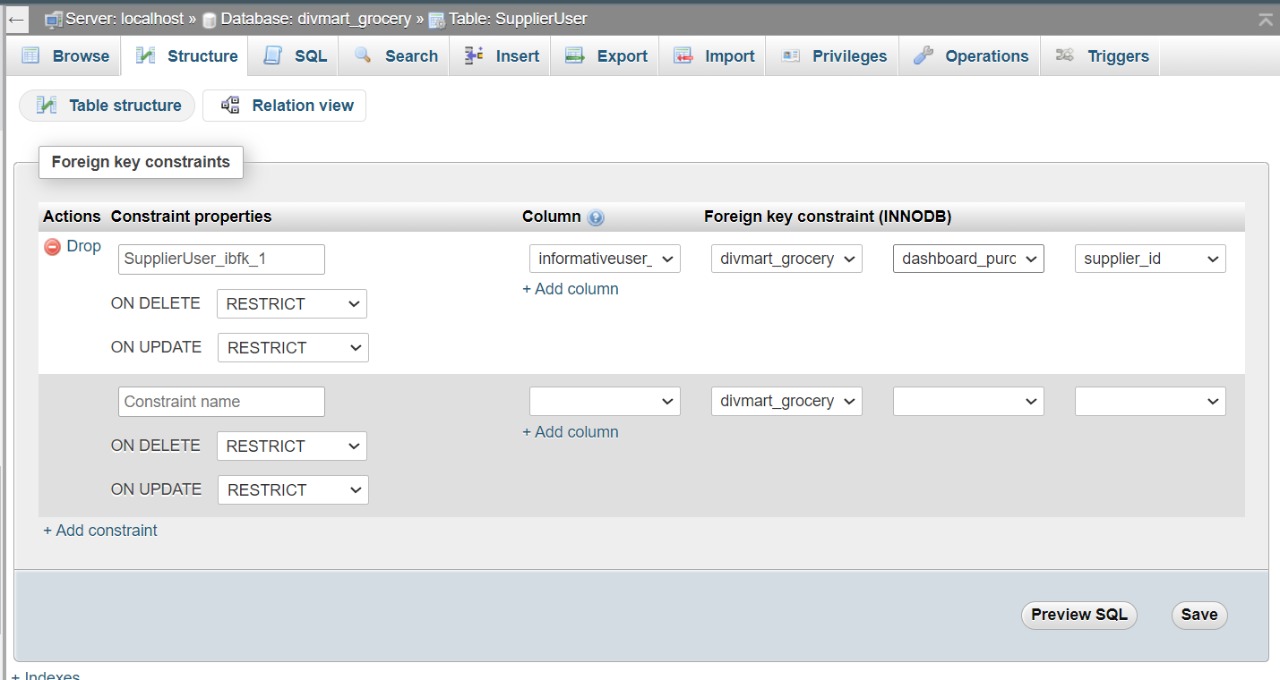 Server: localhost » Database: divmart_grocery » Table: SupplierUser
Browse Structure SQL Search Insert Export Import Privileges Operations Triggers
Table structure Relation view
Foreign key constraints
Actions Constraint properties Column Foreign key constraint (INNODB)
Drop SupplierUser_ibfk_1 informativeuser_ divmart_grocery dashboard_purc supplier_id
+ Add column
ON DELETE RESTRICT
ON UPDATE RESTRICT
Constraint name divmart_grocery
+ Add column
ON DELETE RESTRICT
ON UPDATE RESTRICT
+ Add constraint
Preview SQL Save
+ Indexes